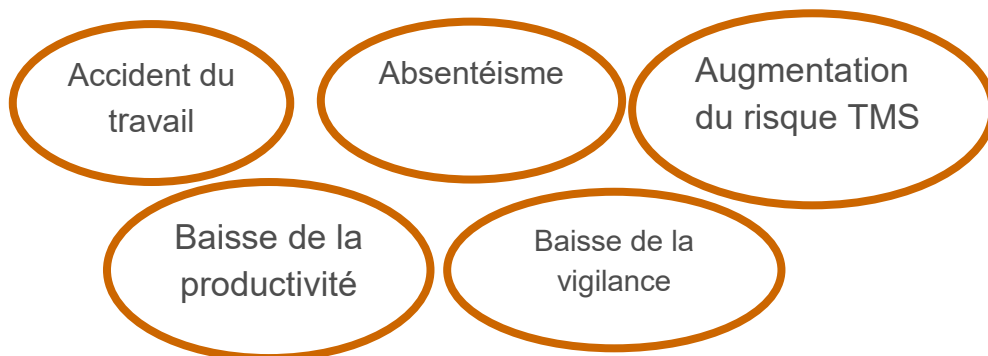 Accident du
travail
Absentéisme
Augmentation
du risque TMS
Baisse de la
productivité
Baisse de la
vigilance